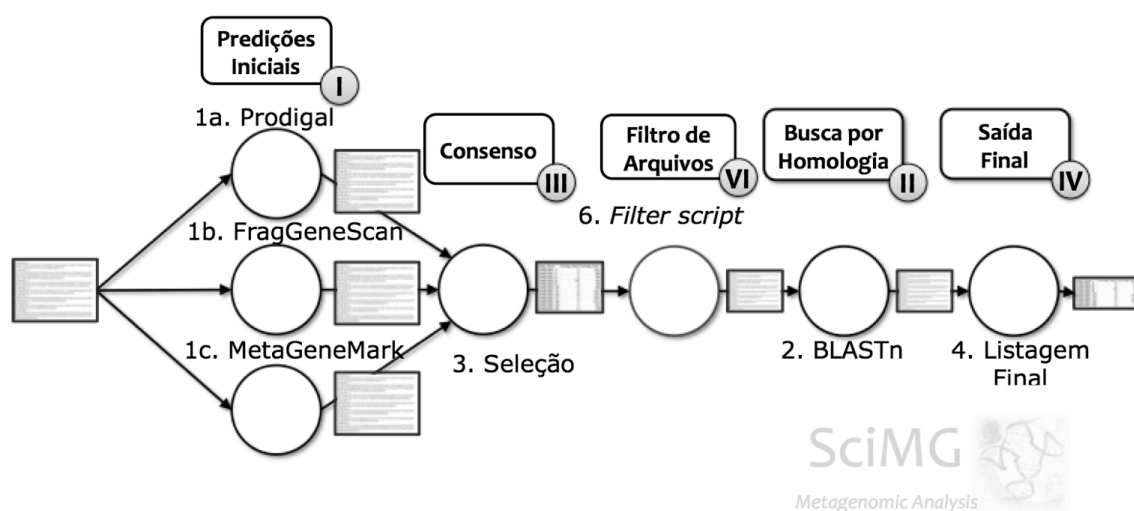 Predições
Iniciais
I
1a. Prodigal
Consenso
III
Filtro de
Arquivos
VI
Busca por
Homologia
II
Saída
Final
IV
6. Filter script
1b. FragGeneScan
1c. MetaGeneMark
3. Seleção
2. BLASTn
4. Listagem
Final
SciMG
Metagenomic Analysis